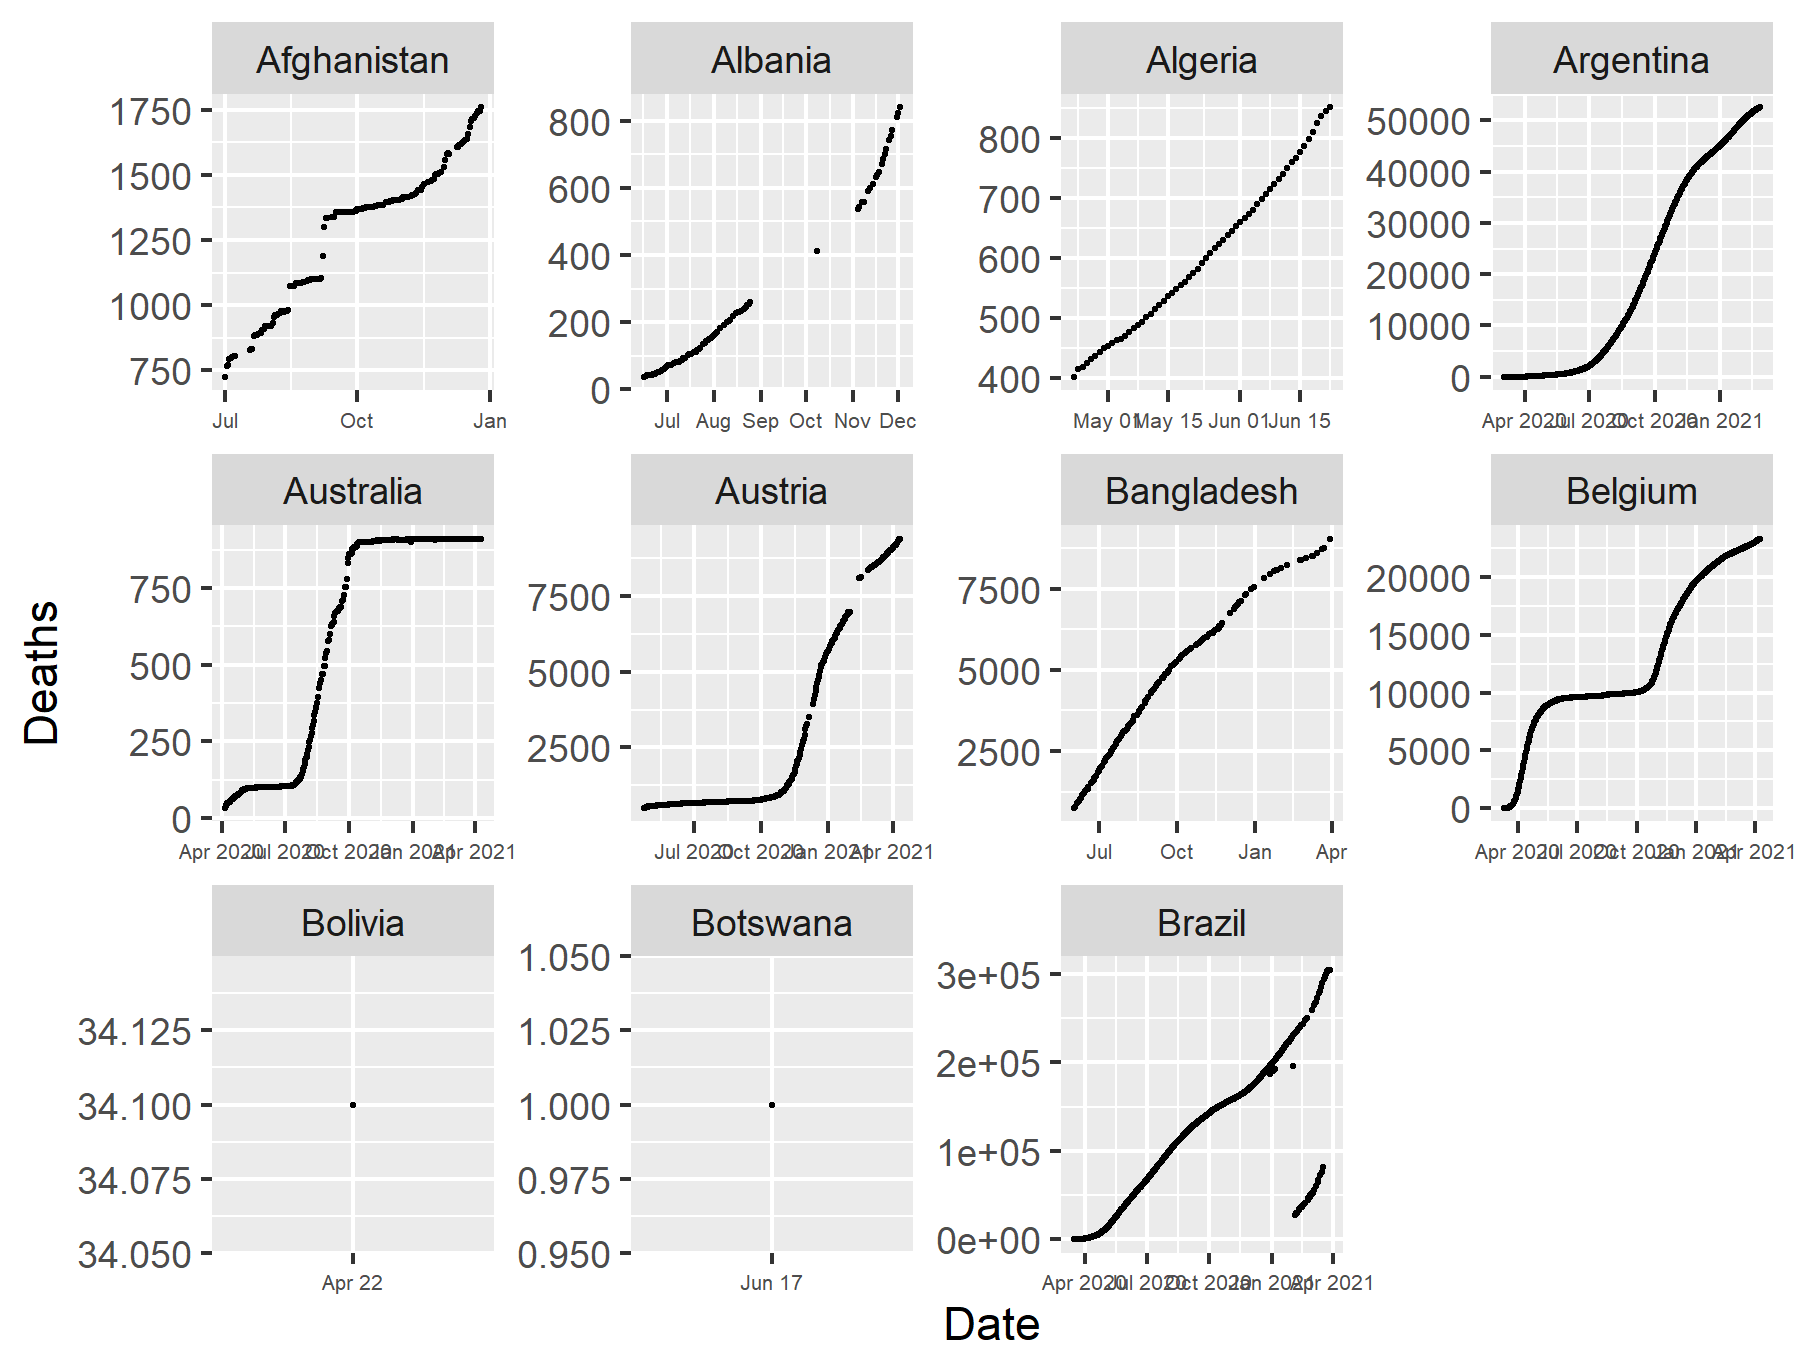 Afghanistan Albania Algeria Argentina
1750
1500
1250
1000
750
Jul Oct Jan
800
600
400
200
0
Jul Aug Sep Oct Nov Dec
800
700
600
500
400
May 01 May 15 Jun 01 Jun 15
50000
40000
30000
20000
10000
0
Apr 2020 Jul 2020 Oct 2020 Jan 2021
Australia Austria Bangladesh Belgium
750
500
250
0
Apr 2020 Jul 2020 Oct 2020 Jan 2021 Apr 2021
7500
5000
2500
Jul 2020 Oct 2020 Jan 2021 Apr 2021
7500
5000
2500
Jul Oct Jan Apr
20000
15000
10000
5000
0
Apr 2020 Jul 2020 Oct 2020 Jan 2021 Apr 2021
Bolivia Botswana Brazil
34.125
34.100
34.075
34.050
Apr 22
1.050
1.025
1.000
0.975
0.950
Jun 17
3e+05
2e+05
1e+05
0e+00
Apr 2020 Jul 2020 Oct 2020 Jan 2021 Apr 2021
Deaths
Date